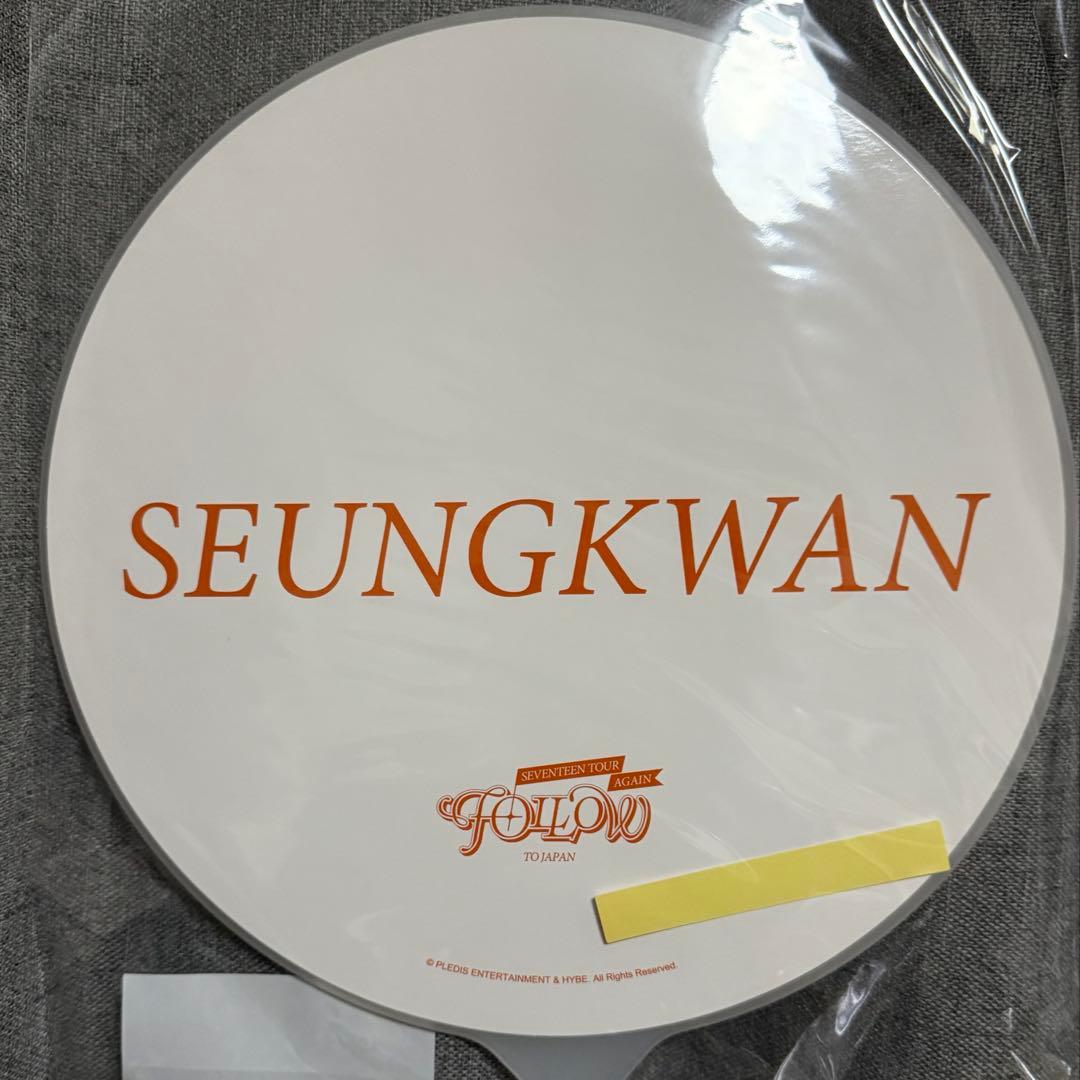 SEUNGKWAN
SEVENTEEN TOUR
AGAIN
FOLLOW
TO JAPAN
© PLEDIS ENTERTAINMENT & HYBE. All Rights Reserved.